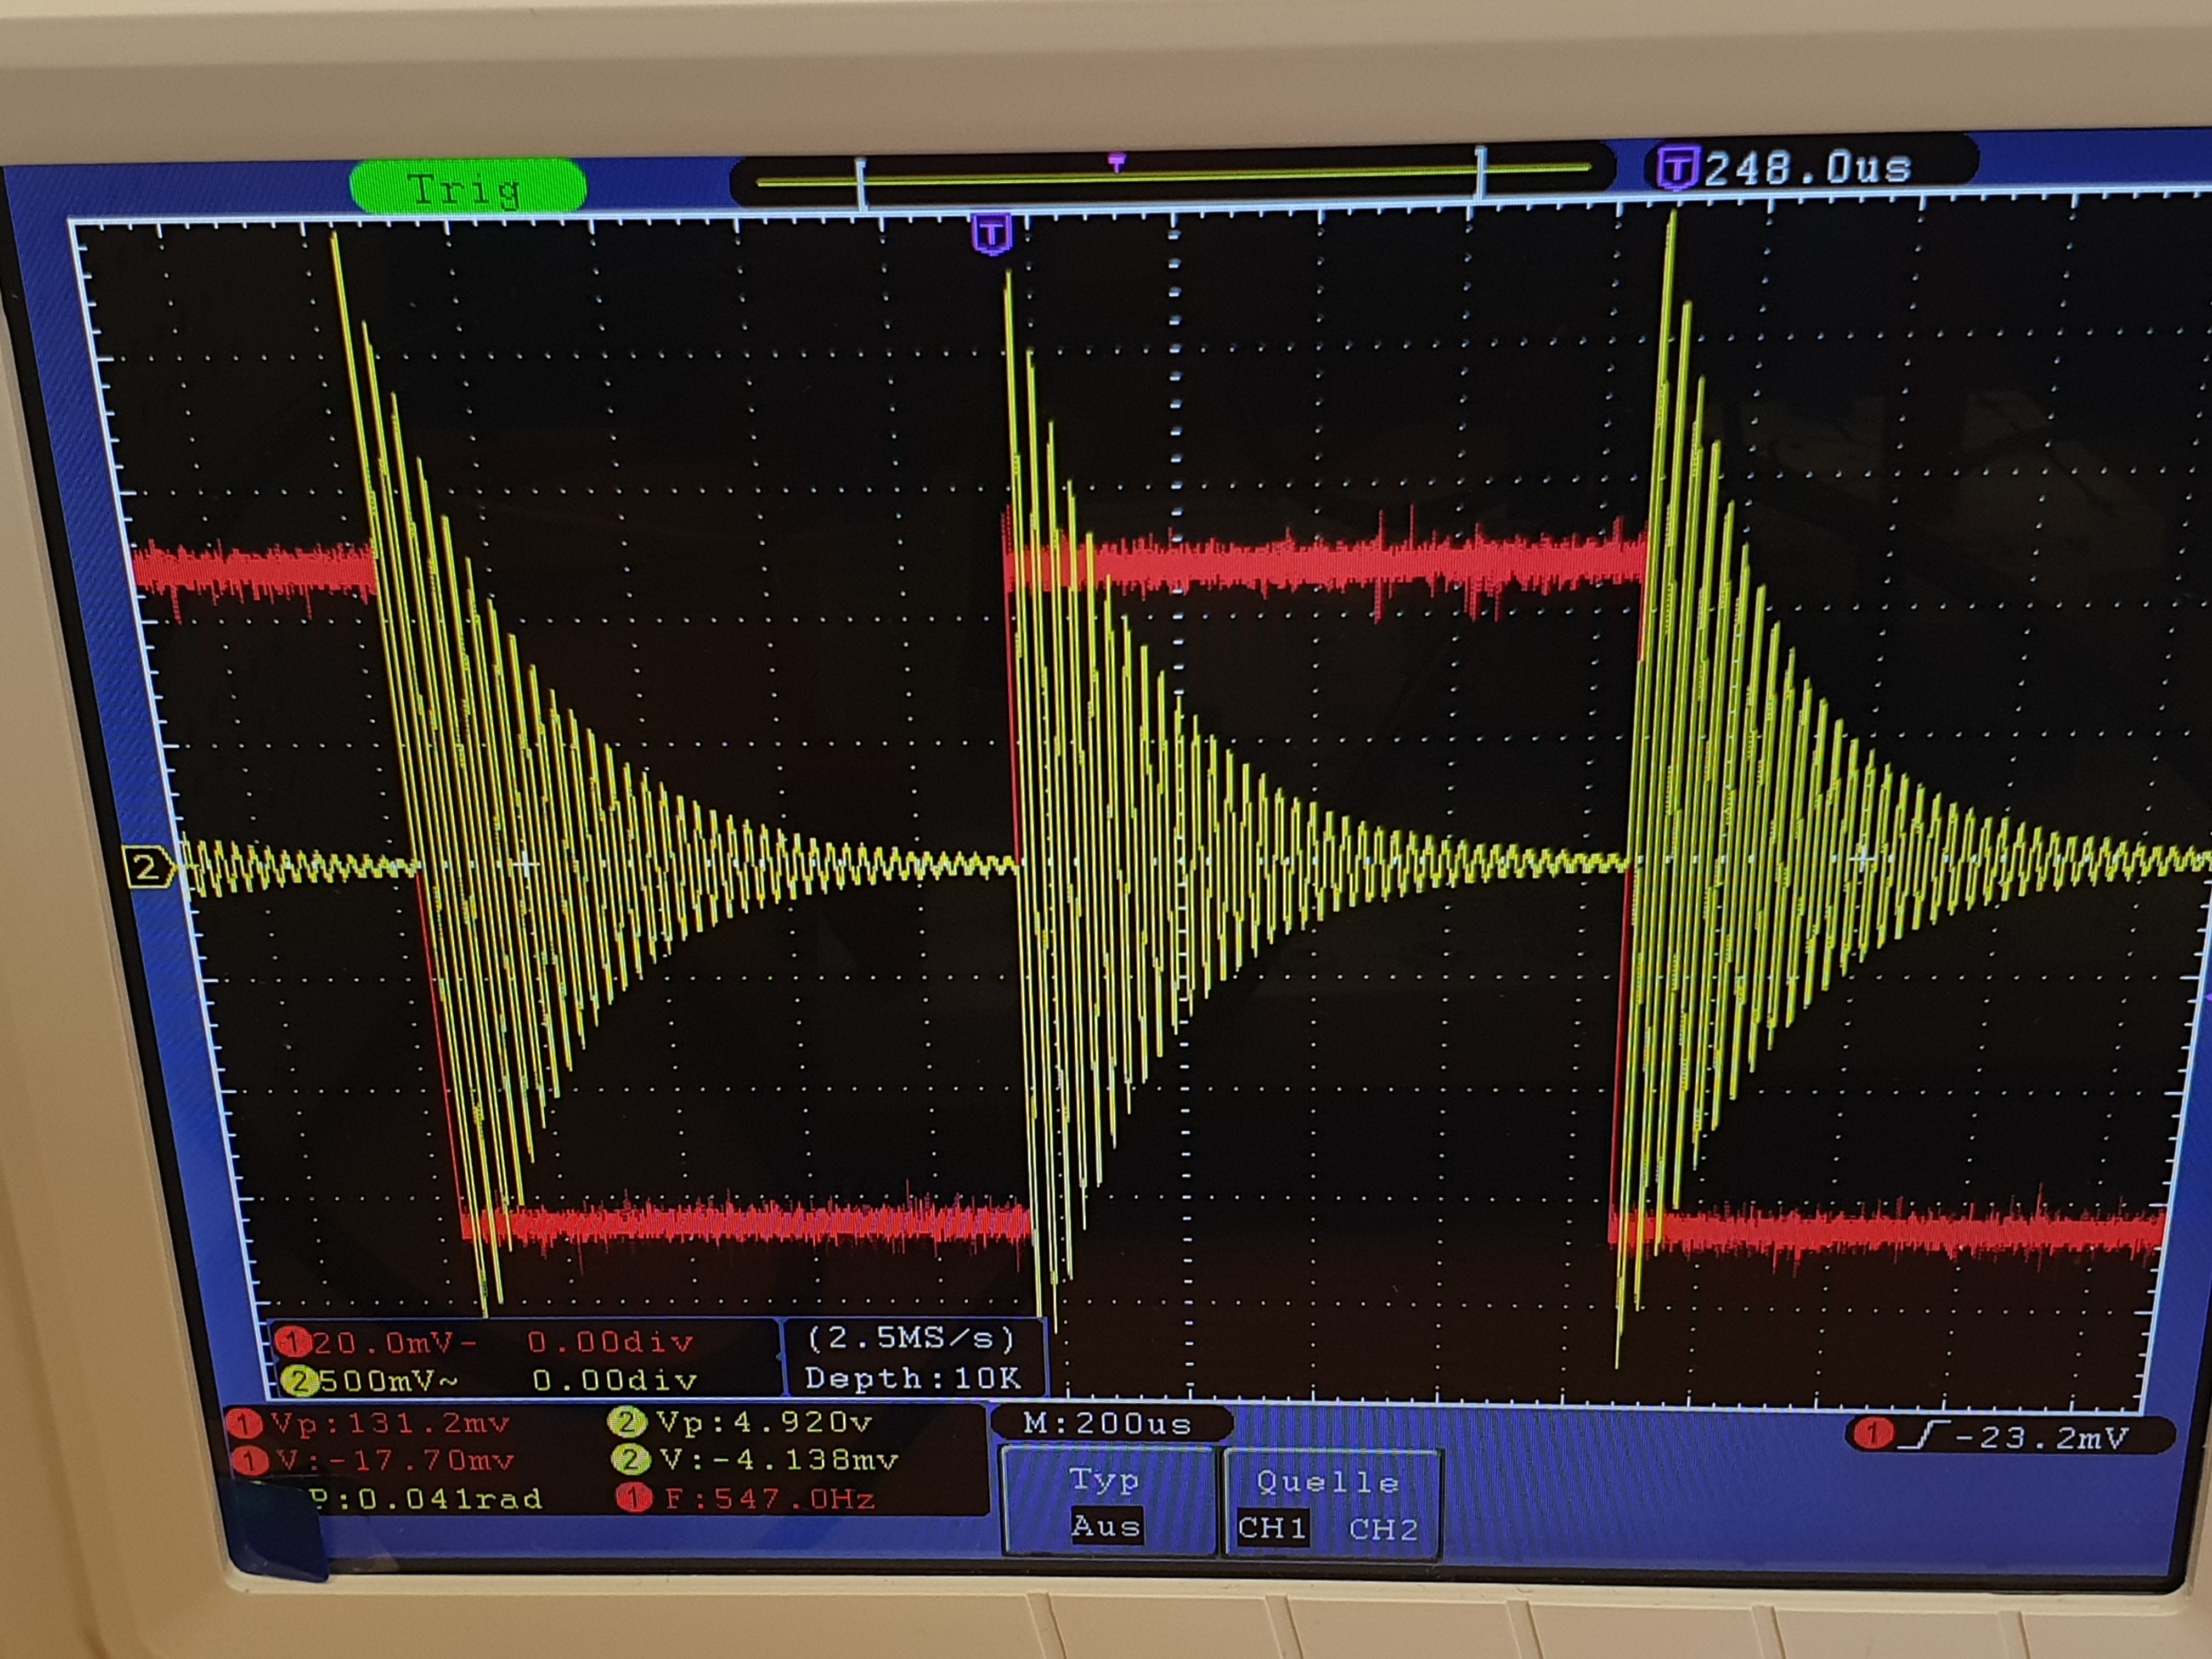 Trig
T 248.0us
T
2
1 20.0mV- 0.00div
2 500mV~ 0.00div
(2.5MS/s)
Depth:10K
1 Vp:131.2mv 2 Vp:4.920v
1 V:-17.70mv 2 V:-4.138mv
P:0.041rad 1 F:547.0Hz
M:200us
1 -23.2mV
Typ
Aus
Quelle
CH1 CH2